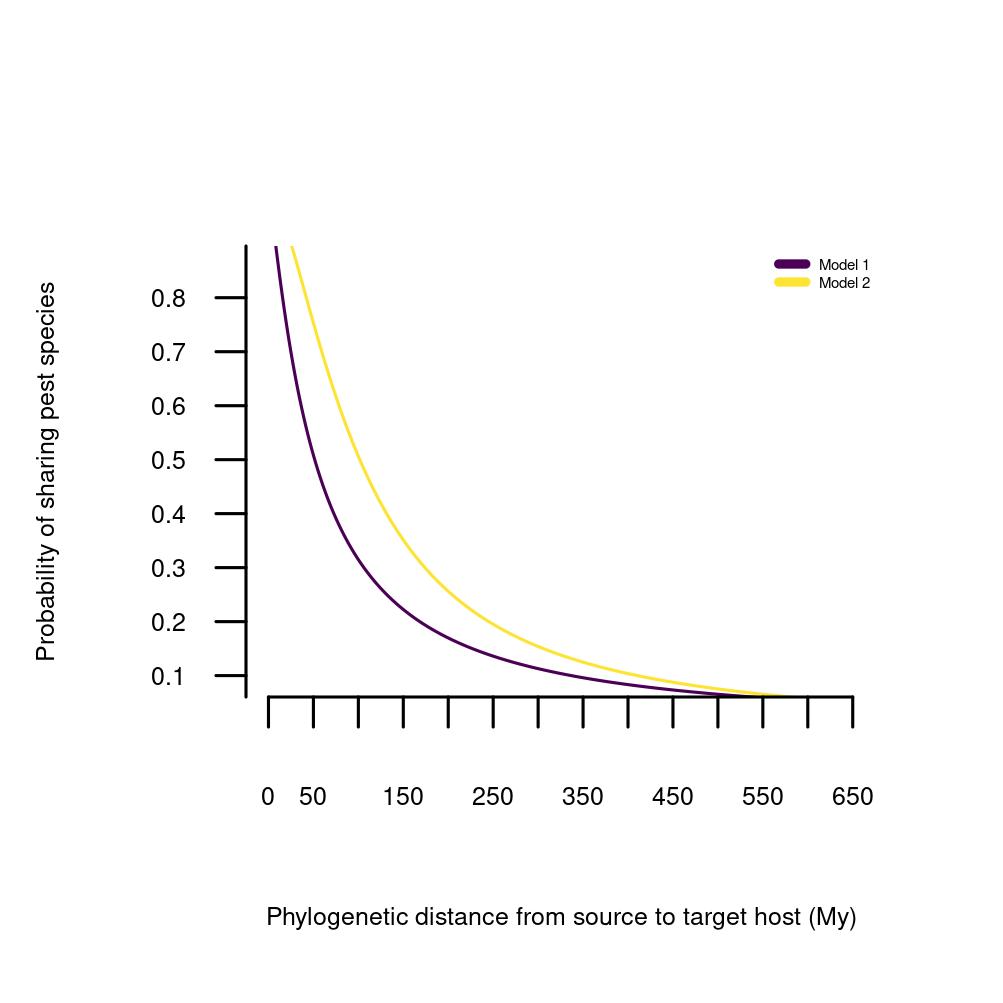 Model 1
Model 2
Probability of sharing pest species
0.8
0.7
0.6
0.5
0.4
0.3
0.2
0.1
0 50 150 250 350 450 550 650
Phylogenetic distance from source to target host (My)